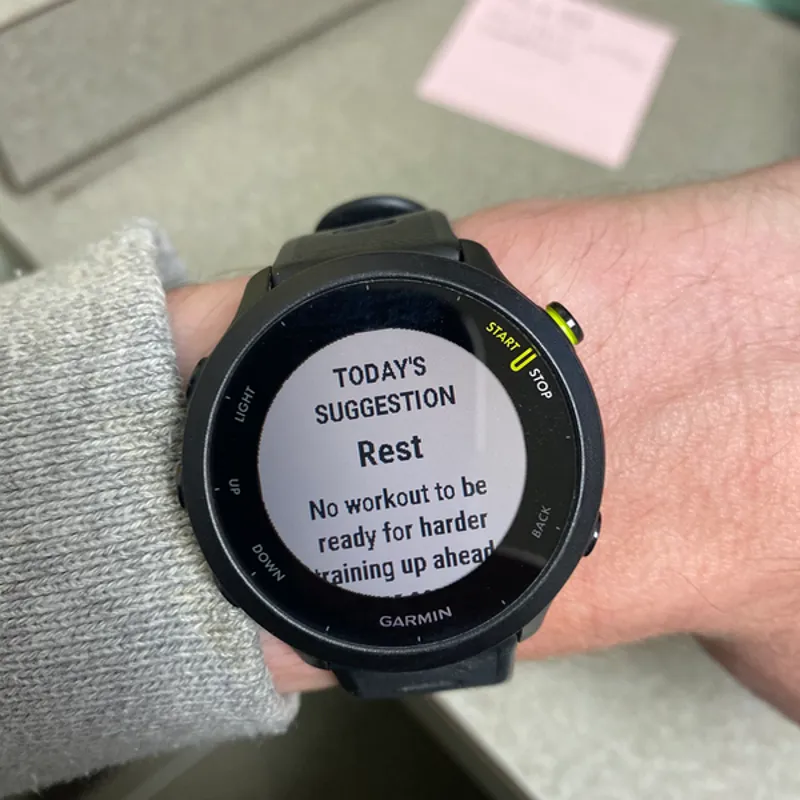 START
STOP
LIGHT
UP
DOWN
BACK
TODAY'S
SUGGESTION
Rest
No workout to be
ready for harder
training up ahead
GARMIN